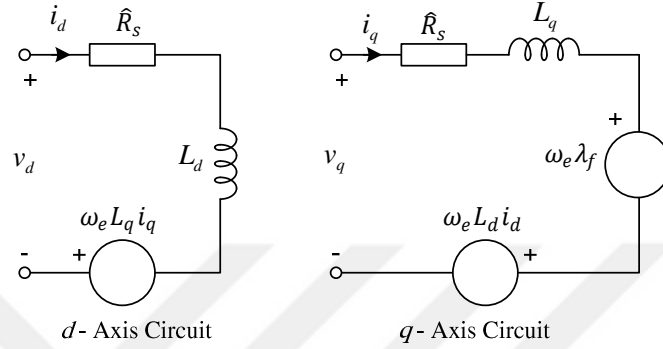 i_d
R̂_s
+
v_d
L_d
ω_e L_q i_q
-
+
d- Axis Circuit
i_q
R̂_s
L_q
+
+
v_q
ω_e λ_f
ω_e L_d i_d
-
+
q- Axis Circuit